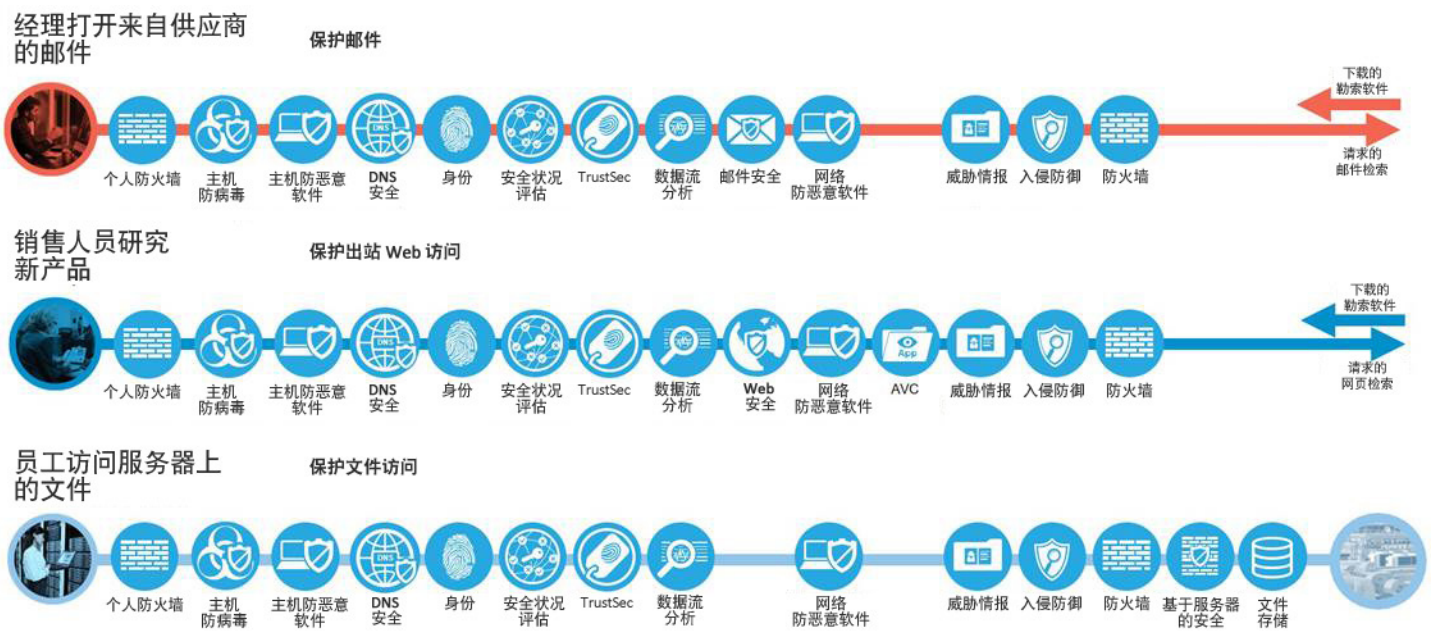 经理打开来自供应商
的邮件
保护邮件
下载的
勒索软件
DNS
请求的
邮件检索
个人防火墙
主机
防病毒
主机防恶意
软件
DNS
安全
身份
安全状况
评估
TrustSec
数据流
分析
邮件安全
网络
防恶意软件
威胁情报
入侵防御
防火墙
销售人员研究
新产品
保护出站 Web 访问
下载的
勒索软件
DNS
App
请求的
网页检索
个人防火墙
主机
防病毒
主机防恶意
软件
DNS
安全
身份
安全状况
评估
TrustSec
数据流
分析
Web
安全
网络
防恶意软件
AVC
威胁情报
入侵防御
防火墙
员工访问服务器上
的文件
保护文件访问
DNS
个人防火墙
主机
防病毒
主机防恶意
软件
DNS
安全
身份
安全状况
评估
TrustSec
数据流
分析
网络
防恶意软件
威胁情报
入侵防御
防火墙
基于服务器
的安全
文件
存储